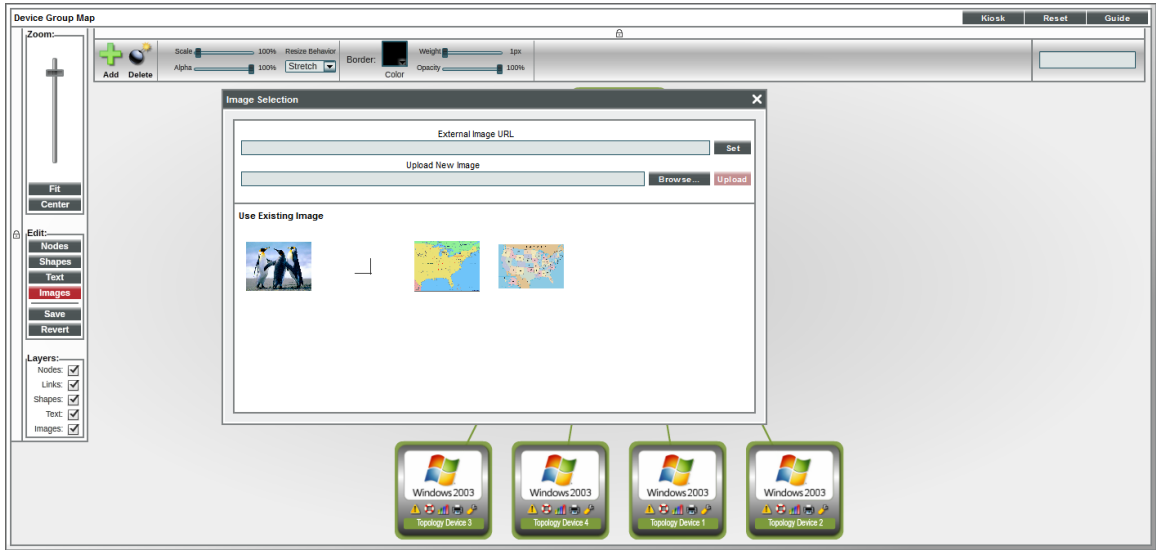 Device Group Map
Kiosk
Reset
Guide
Zoom:
Fit
Center
Edit:
Nodes
Shapes
Text
Images
Save
Revert
Layers:
Nodes:
Links:
Shapes:
Text:
Images:
Add
Delete
Scale
100%
Alpha
100%
Resize Behavior
Stretch
Border:
Color
Weight
1px
Opacity
100%
Image Selection
External Image URL
Set
Upload New Image
Browse...
Upload
Use Existing Image
Windows 2003
Topology Device 3
Windows 2003
Topology Device 4
Windows 2003
Topology Device 1
Windows 2003
Topology Device 2